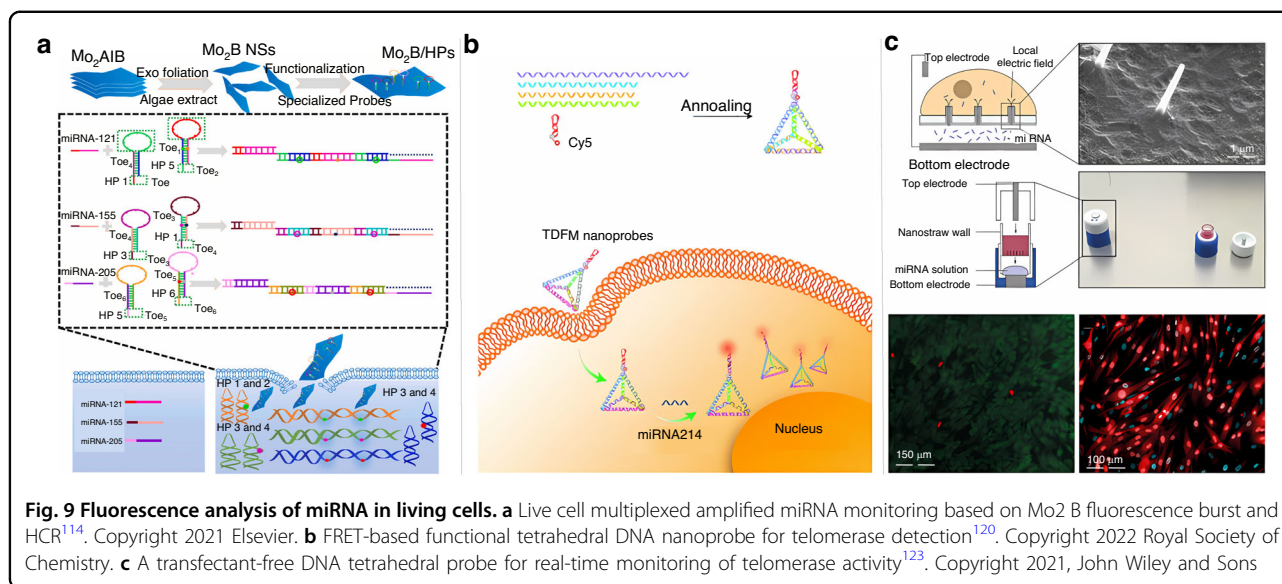 a
Mo₂AIB
Mo₂B NSs
Mo₂B/HPs
Exo foliation
Functionalization
Algae extract
Specialized Probes
miRNA-121
Toe₄
HP 1
Toe
Toe₁
HP 5
Toe₂
miRNA-155
Toe₄
HP 3
Toe₃
Toe₃
HP 1
Toe₄
miRNA-205
Toe₆
HP 5
Toe₅
Toe₅
HP 6
Toe₆
miRNA-121
miRNA-155
miRNA-205
HP 1 and 2
HP 3 and 4
HP 3 and 4
b
Cy5
Annoaling
TDFM nanoprobes
miRNA214
Nucleus
c
Top electrode
Local
electric field
mi RNA
Bottom electrode
1 μm
Top electrode
Nanostraw wall
miRNA solution
Bottom electrode
150 μm
100 μm
Fig. 9 Fluorescence analysis of miRNA in living cells. a Live cell multiplexed amplified miRNA monitoring based on Mo2 B fluorescence burst and
HCR¹¹⁴. Copyright 2021 Elsevier. b FRET-based functional tetrahedral DNA nanoprobe for telomerase detection¹²⁰. Copyright 2022 Royal Society of
Chemistry. c A transfectant-free DNA tetrahedral probe for real-time monitoring of telomerase activity¹²³. Copyright 2021, John Wiley and Sons